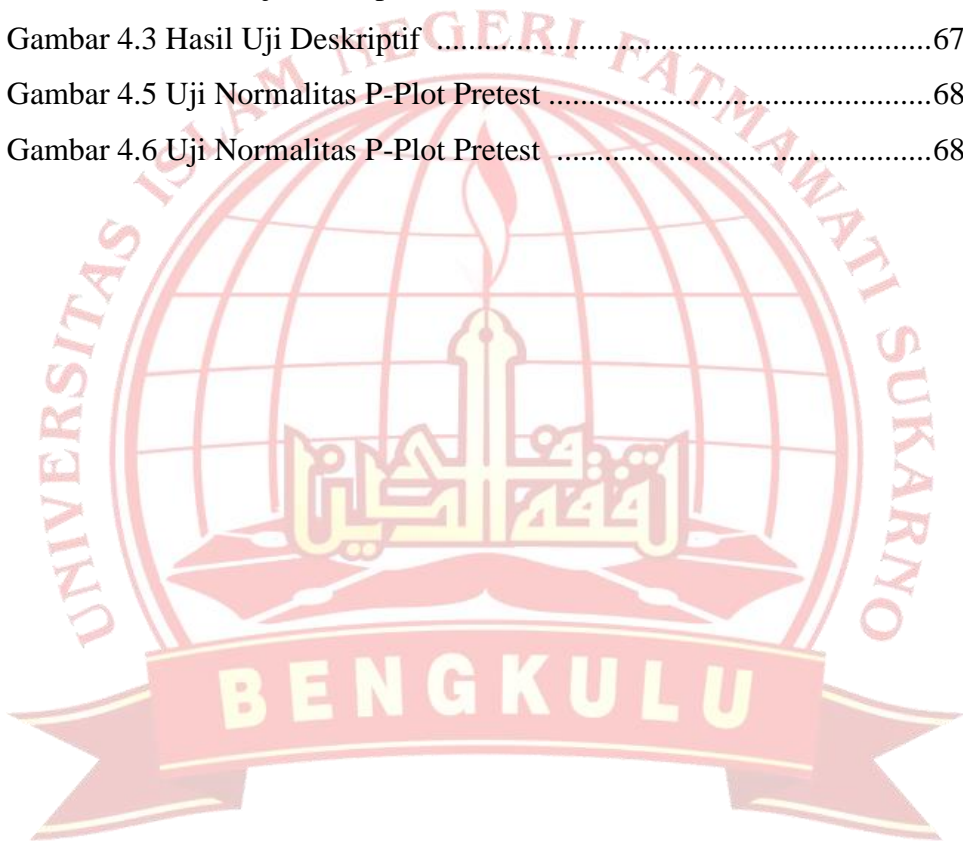 Gambar 4.3 Hasil Uji Deskriptif ............................................................67
Gambar 4.5 Uji Normalitas P-Plot Pretest ..............................................68
Gambar 4.6 Uji Normalitas P-Plot Pretest .............................................68
UNIVERSITAS ISLAM NEGERI FATMAWATI SUKARNO
BENGKULU